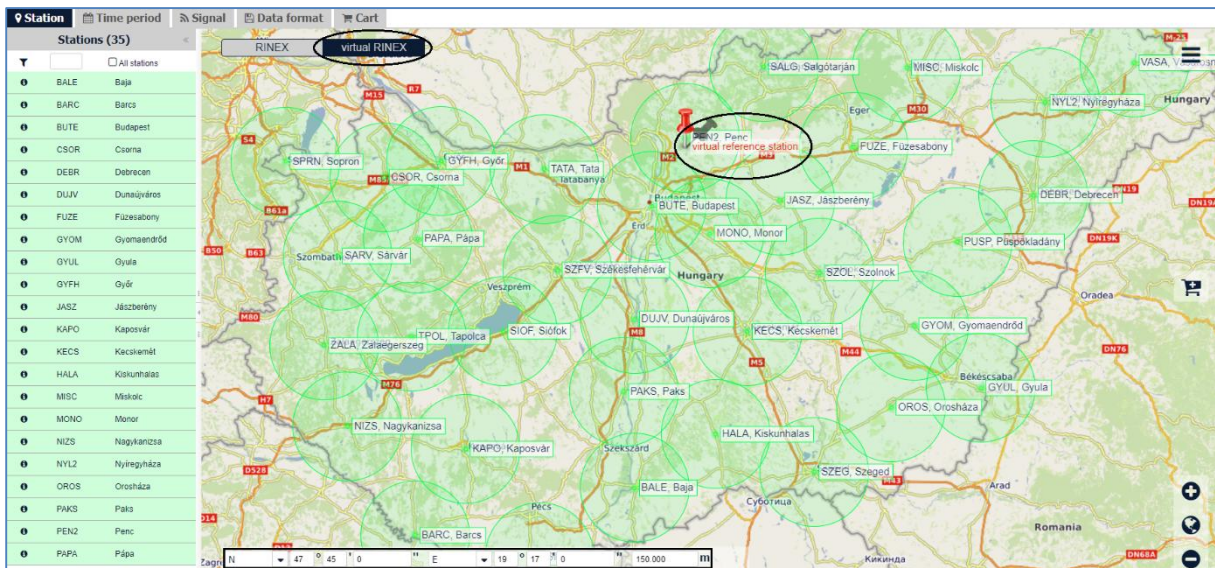 Station Time period Signal Data format Cart
Stations (35) «
All stations
BALE Baja
BARC Barcs
BUTE Budapest
CSOR Csorna
DEBR Debrecen
DUJV Dunaújváros
FUZE Füzesabony
GYOM Gyomaendrőd
GYUL Gyula
GYFH Győr
JASZ Jászberény
KAPO Kaposvár
KECS Kecskemét
HALA Kiskunhalas
MISC Miskolc
MONO Monor
NIZS Nagykanizsa
NYL2 Nyíregyháza
OROS Orosháza
PAKS Paks
PEN2 Penc
PAPA Pápa
RINEX virtual RINEX
M-25
SALG, Salgótarján
MISC, Miskolc
M15
R7
NYL2, Nyíregyháza
Hungary
Eger
M30
PEN2, Penc
virtual reference station
S4
M2
M3
FUZE, Füzesabony
SPRN, Sopron
GYFH, Győr
M1
TATA, Tata
Tatabánya
M85
CSOR, Csorna
DEBR, Debrecen
DN19
DN19A
Budapest
BUTE, Budapest
JASZ, Jászberény
B61a
Érd
MONO, Monor
PAPA, Pápa
PUSP, Püspökladány
DN19K
B50
B63
Szombath
SARV, Sárvár
SZFV, Székesfehérvár
Hungary
SZOL, Szolnok
Veszprém
Oradea
M80
DUJV, Dunaújváros
GYOM, Gyomaendrőd
TPOL, Tapolca
SIOF, Siófok
M8
KECS, Kecskemét
ZALA, Zalaegerszeg
M44
DN76
M5
Békéscsaba
M76
GYUL, Gyula
PAKS, Paks
H7
OROS, Orosháza
NIZS, Nagykanizsa
HALA, Kiskunhalas
KAPO, Kaposvár
Szekszárd
D528
SZEG, Szeged
M43
BALE, Baja
Arad
Суботица
Pécs
D14
Romania
BARC, Barcs
Кикинда
DN68A
Zagr
N 47 ° 45 ' 0 " E 19 ° 17 ' 0 " 150.000 m